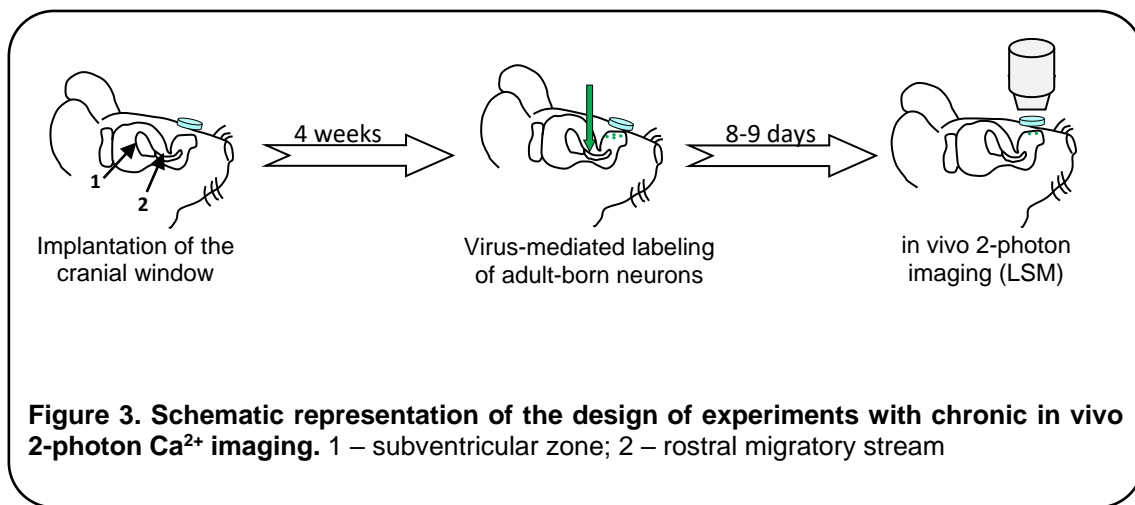 4 weeks
8-9 days
1
2
Implantation of the
cranial window
Virus-mediated labeling
of adult-born neurons
in vivo 2-photon
imaging (LSM)
Figure 3. Schematic representation of the design of experiments with chronic in vivo
2-photon Ca²⁺ imaging. 1 – subventricular zone; 2 – rostral migratory stream